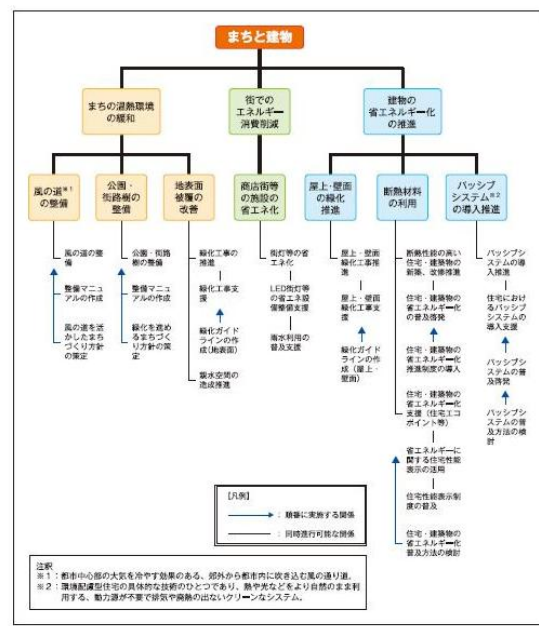 まちと建物
まちの温熱環境
の緩和
街での
エネルギー
消費削減
建物の
省エネルギー化
の推進
風の道※1
の整備
公園・
街路樹の
整備
地表面
被覆の
改善
商店街等
の施設の
省エネ化
屋上・壁面
の緑化
推進
断熱材料
の利用
パッシブ
システム※2
の導入推進
風の道の整
備
整備マニュ
アルの作成
風の道を活
かしたまち
づくり方針
の策定
公園・街路
樹の整備
整備マニュ
アルの作成
緑化を進め
るまちづく
り方針の策
定
緑化工事の
推進
緑化工事支
援
緑化ガイド
ラインの作
成(地表面)
親水空間の
造成推進
街灯等の省
エネ化
LED街灯等
の省エネ設
備整備支援
雨水利用の
普及支援
屋上・壁面
緑化工事推
進
屋上・壁面
緑化工事支
援
緑化ガイド
ラインの作
成(屋上・
壁面)
断熱性能の高い
住宅・建築物の
新築、改修推進
住宅・建築物の
省エネルギー化
の普及啓発
住宅・建築物の
省エネルギー化
推進制度の導入
住宅・建築物の
省エネルギー化
支援(住宅エコ
ポイント等)
省エネルギーに
関する住宅性能
表示の活用
住宅性能表示制
度の普及
住宅・建築物の
省エネルギー化
普及方法の検討
パッシブシ
ステムの導
入推進
住宅におけ
るパッシブ
システムの
導入支援
パッシブシ
ステムの普
及啓発
パッシブシ
ステムの普
及方法の検
討
【凡例】
：順番に実施する関係
：同時進行可能な関係
注釈
※1：都市中心部の大気を冷やす効果のある、郊外から都市内に吹き込む風の通り道。
※2：環境配慮型住宅の具体的な技術のひとつであり、熱や光などをより自然のまま利
用する、動力源が不要で排気や廃熱の出ないクリーンなシステム。